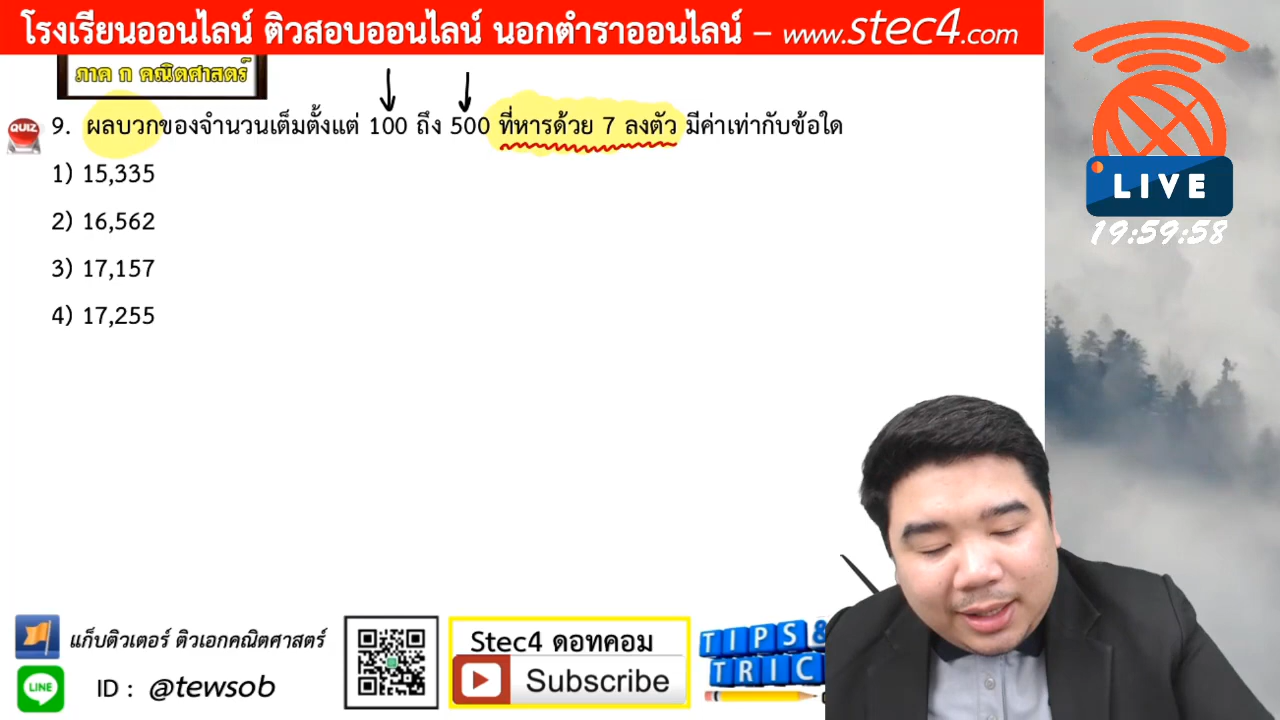 โรงเรียนออนไลน์ ติวสอบออนไลน์ นอกตำราออนไลน์ – www.stec4.com
ภาค ก คณิตศาสตร์
QUIZ
9. ผลบวกของจำนวนเต็มตั้งแต่ 100 ถึง 500 ที่หารด้วย 7 ลงตัว มีค่าเท่ากับข้อใด
1) 15,335
2) 16,562
3) 17,157
4) 17,255
LIVE
19:59:58
แก็บติวเตอร์ ติวเอกคณิตศาสตร์
LINE
ID : @tewsob
Stec4 ดอทคอม
Subscribe
TIPS &
TRIC